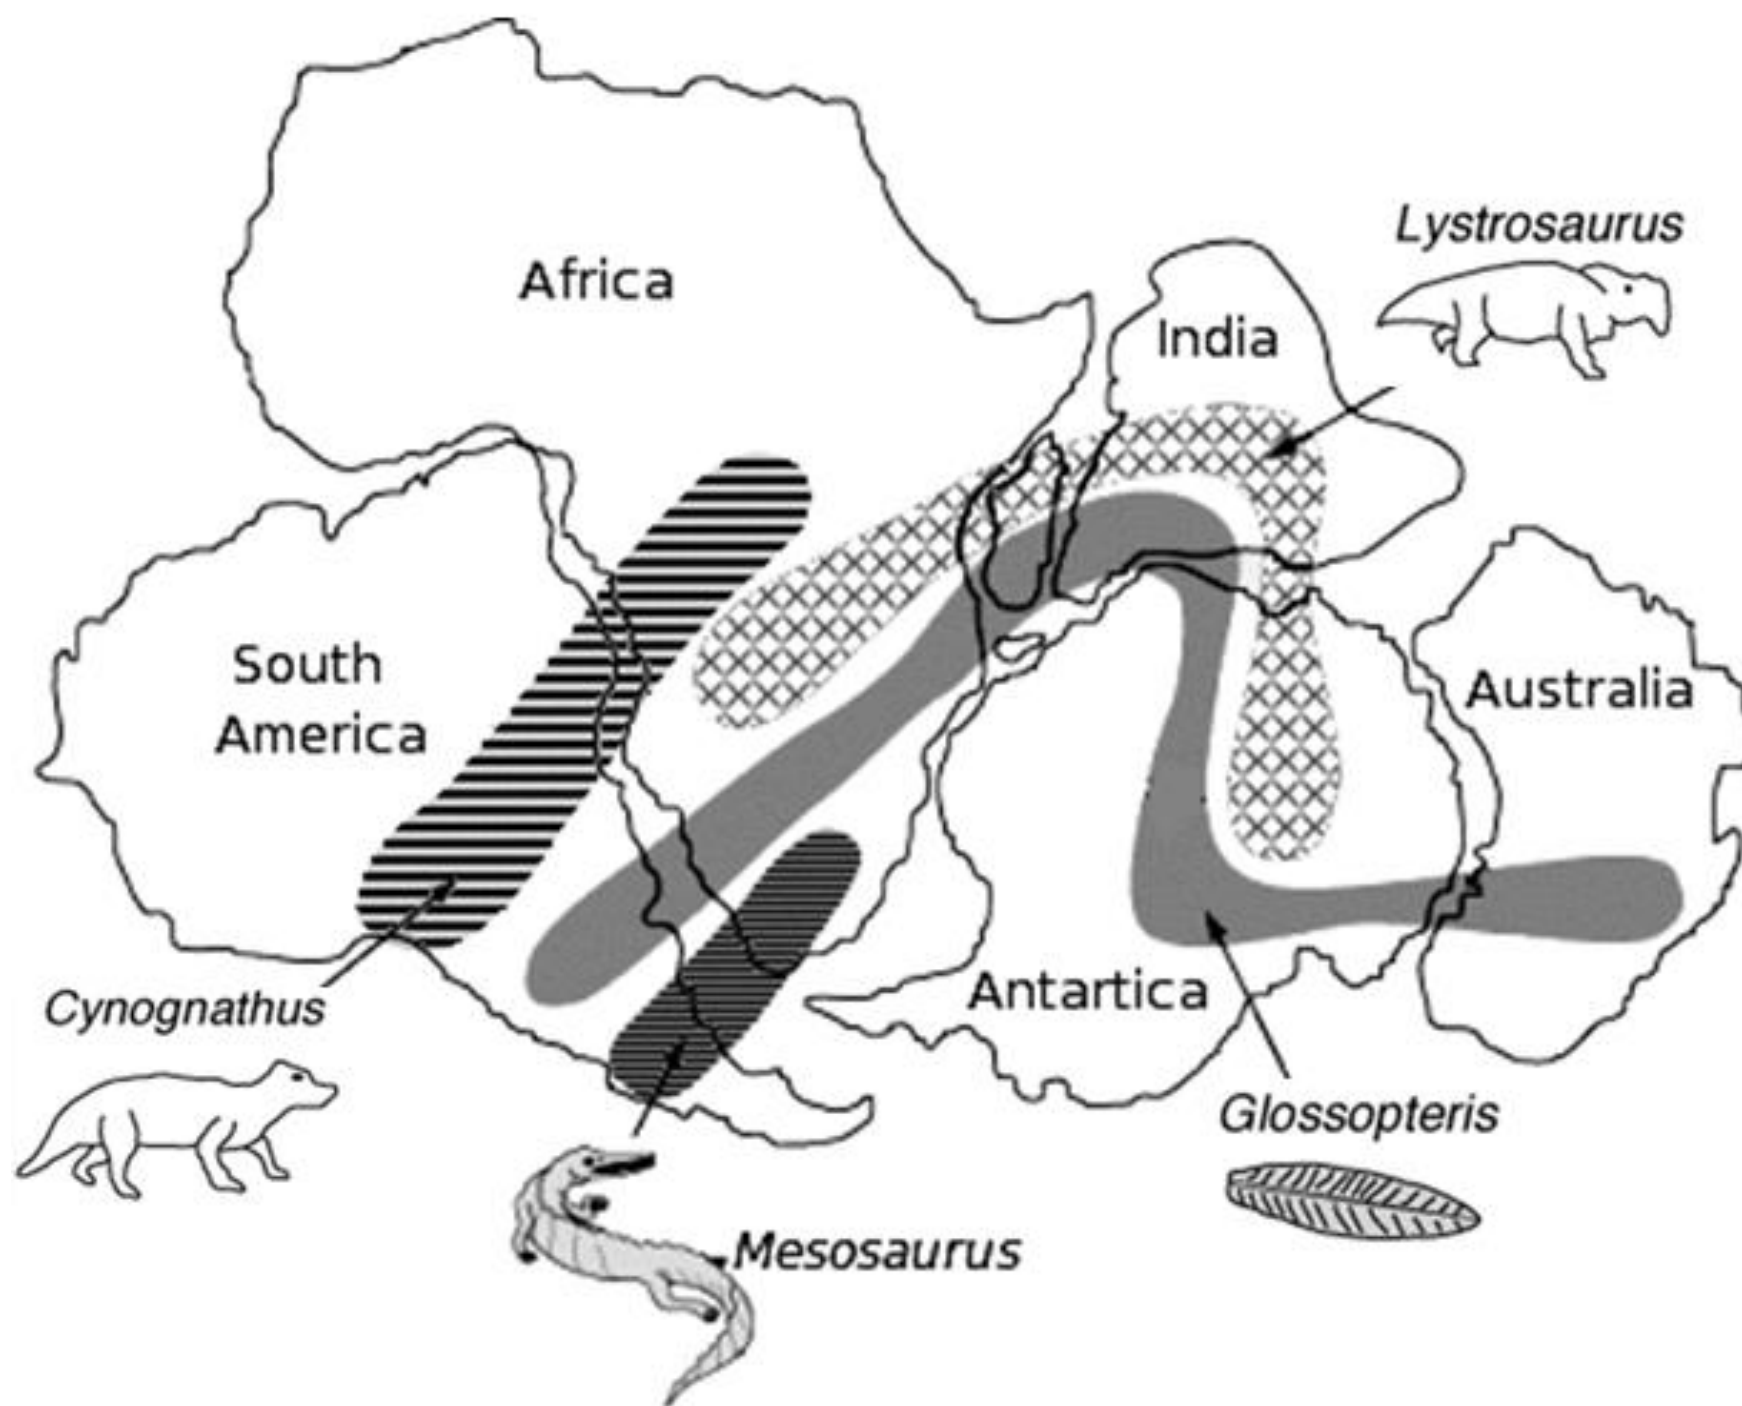 Lystrosaurus
Africa
India
South
America
Australia
Cynognathus
Antartica
Glossopteris
Mesosaurus